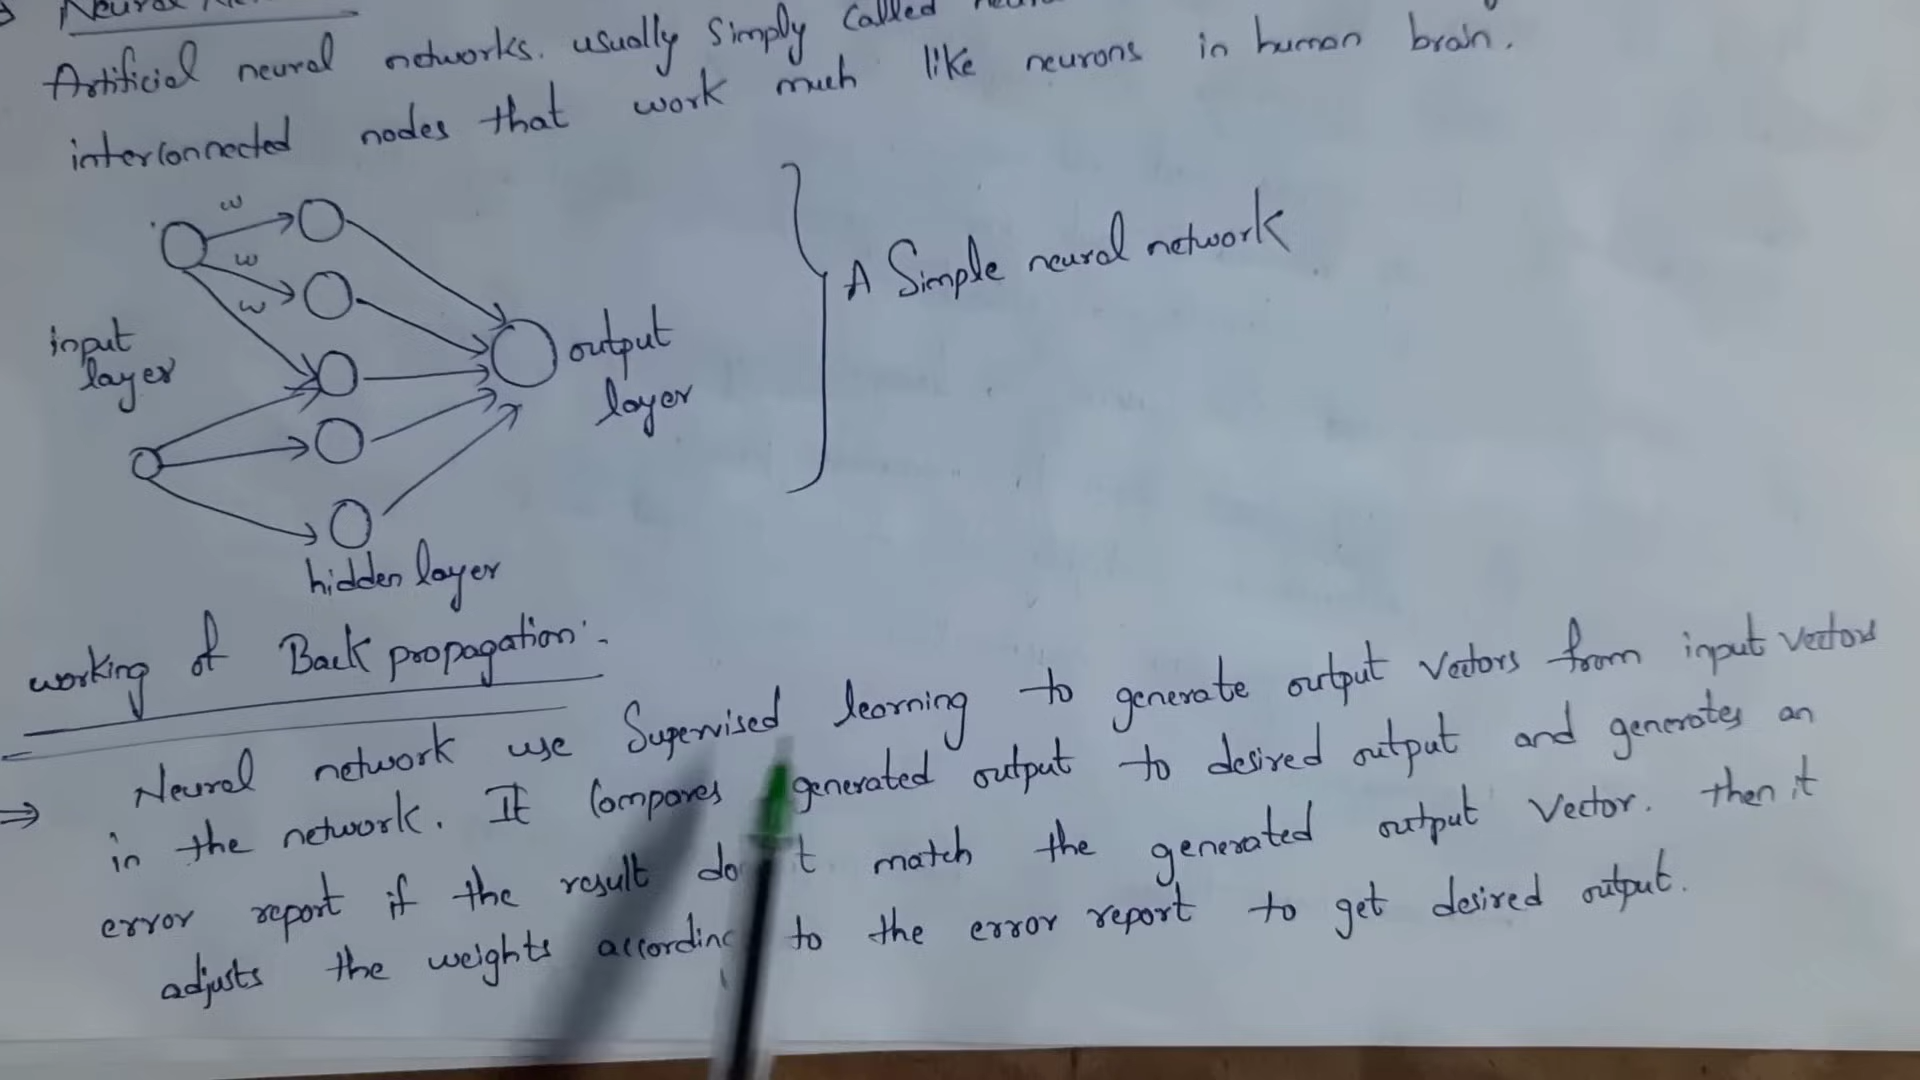 Artificial neural networks. usually simply called
interconnected nodes that work much like neurons in human brain.
w
w
w
input
layer
output
layer
hidden layer
A Simple neural network
working of Back propagation:-
⇒ Neural network use Supervised learning to generate output vectors from input vectors
in the network. It Compares generated output to desired output and generates an
error report if the result match the generated output vector. then it
adjusts the weights to the error report to get desired output.